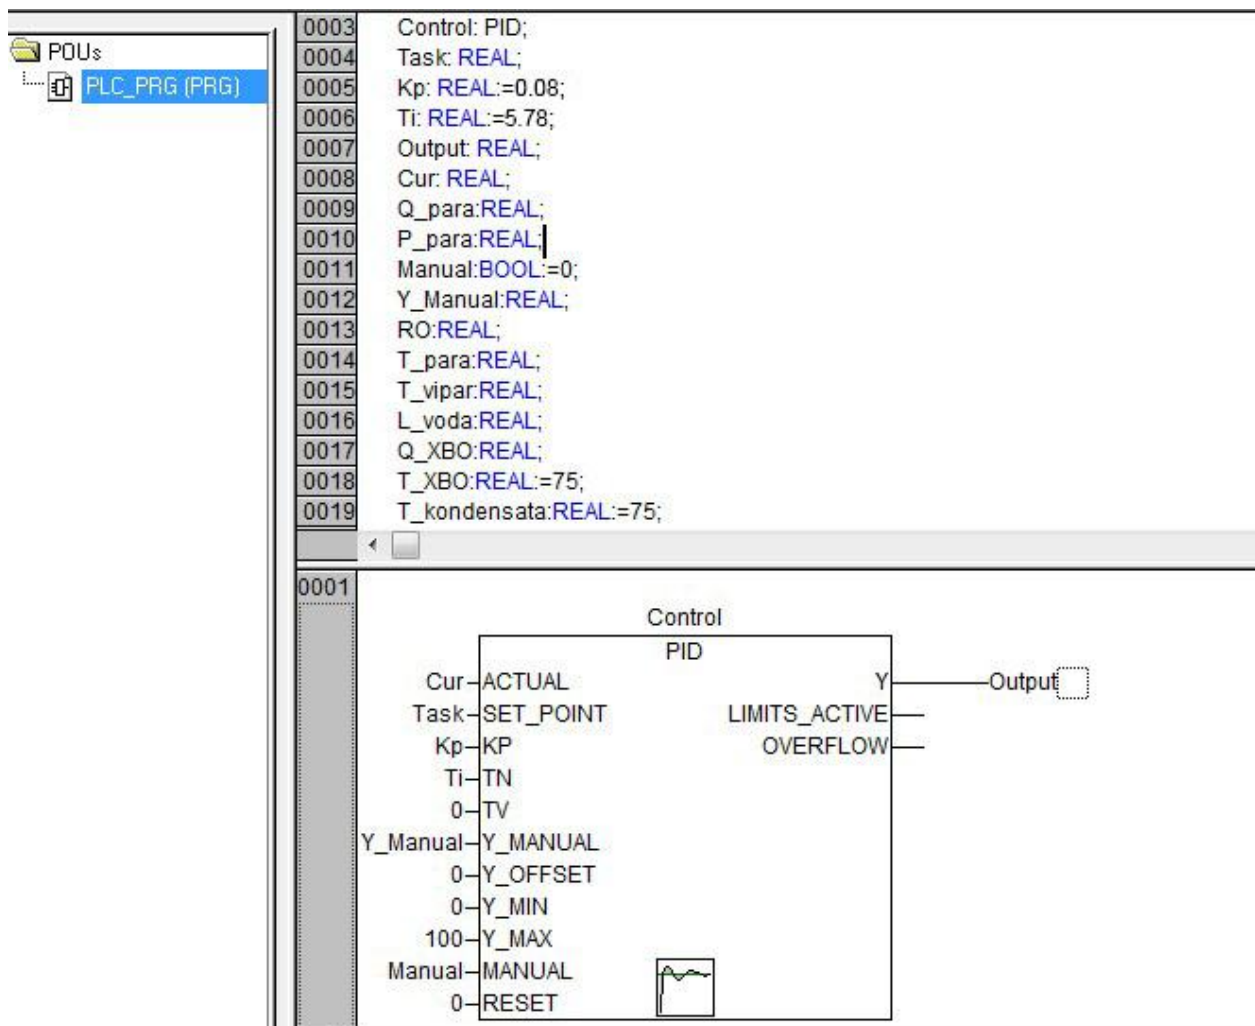 POUs
PLC_PRG (PRG)
0003 Control: PID;
0004 Task: REAL;
0005 Kp: REAL:=0.08;
0006 Ti: REAL:=5.78;
0007 Output: REAL;
0008 Cur: REAL;
0009 Q_para:REAL;
0010 P_para:REAL;
0011 Manual:BOOL:=0;
0012 Y_Manual:REAL;
0013 RO:REAL;
0014 T_para:REAL;
0015 T_vipar:REAL;
0016 L_voda:REAL;
0017 Q_XBO:REAL;
0018 T_XBO:REAL:=75;
0019 T_kondensata:REAL:=75;
0001
Control
PID
Cur ACTUAL Y Output
Task SET_POINT LIMITS_ACTIVE
Kp KP OVERFLOW
Ti TN
0 TV
Y_Manual Y_MANUAL
0 Y_OFFSET
0 Y_MIN
100 Y_MAX
Manual MANUAL
0 RESET